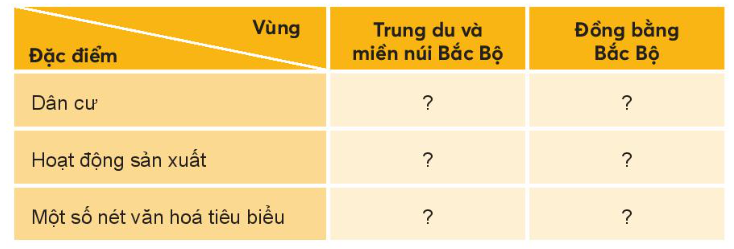 Vùng
Đặc điểm
Trung du và
miền núi Bắc Bộ
Đồng bằng
Bắc Bộ
Dân cư
?
?
Hoạt động sản xuất
?
?
Một số nét văn hoá tiêu biểu
?
?